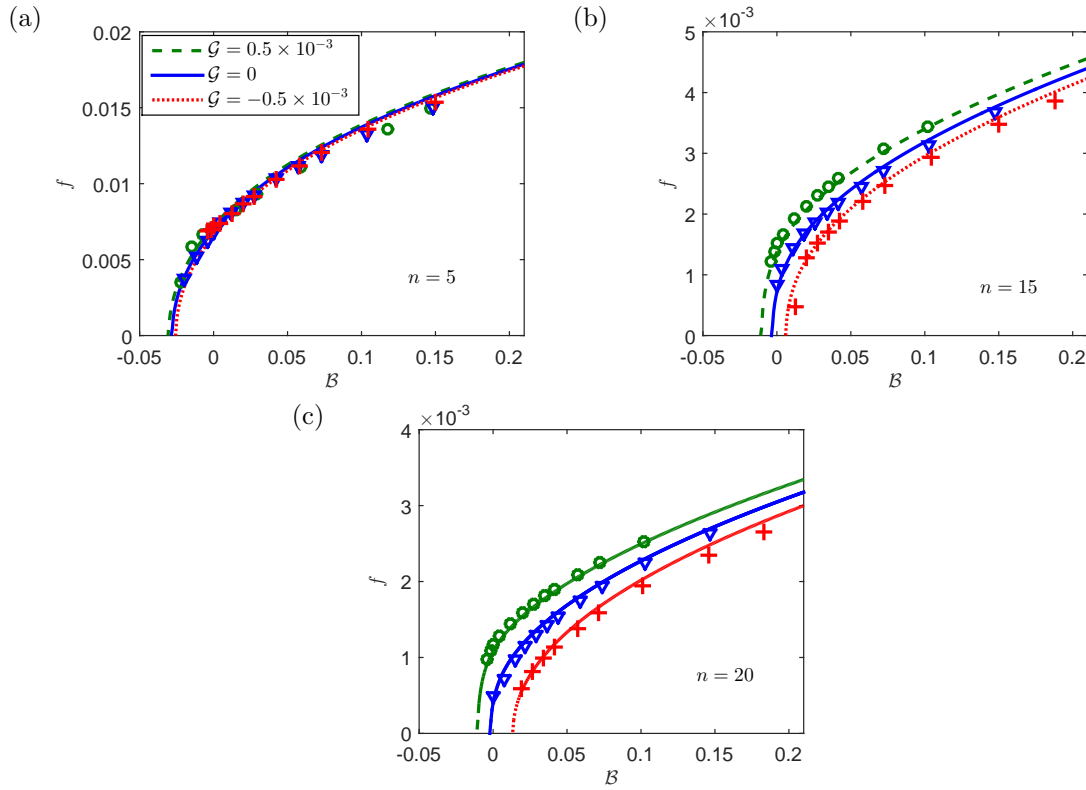 (a)
0.02
0.015
0.01
0.005
0
f
-0.05
0
0.05
0.1
0.15
0.2
ℬ
𝒢 = 0.5 × 10⁻³
𝒢 = 0
𝒢 = −0.5 × 10⁻³
n = 5
(b)
×10⁻³
5
4
3
2
1
0
f
-0.05
0
0.05
0.1
0.15
0.2
ℬ
n = 15
(c)
×10⁻³
4
3
2
1
0
f
-0.05
0
0.05
0.1
0.15
0.2
ℬ
n = 20